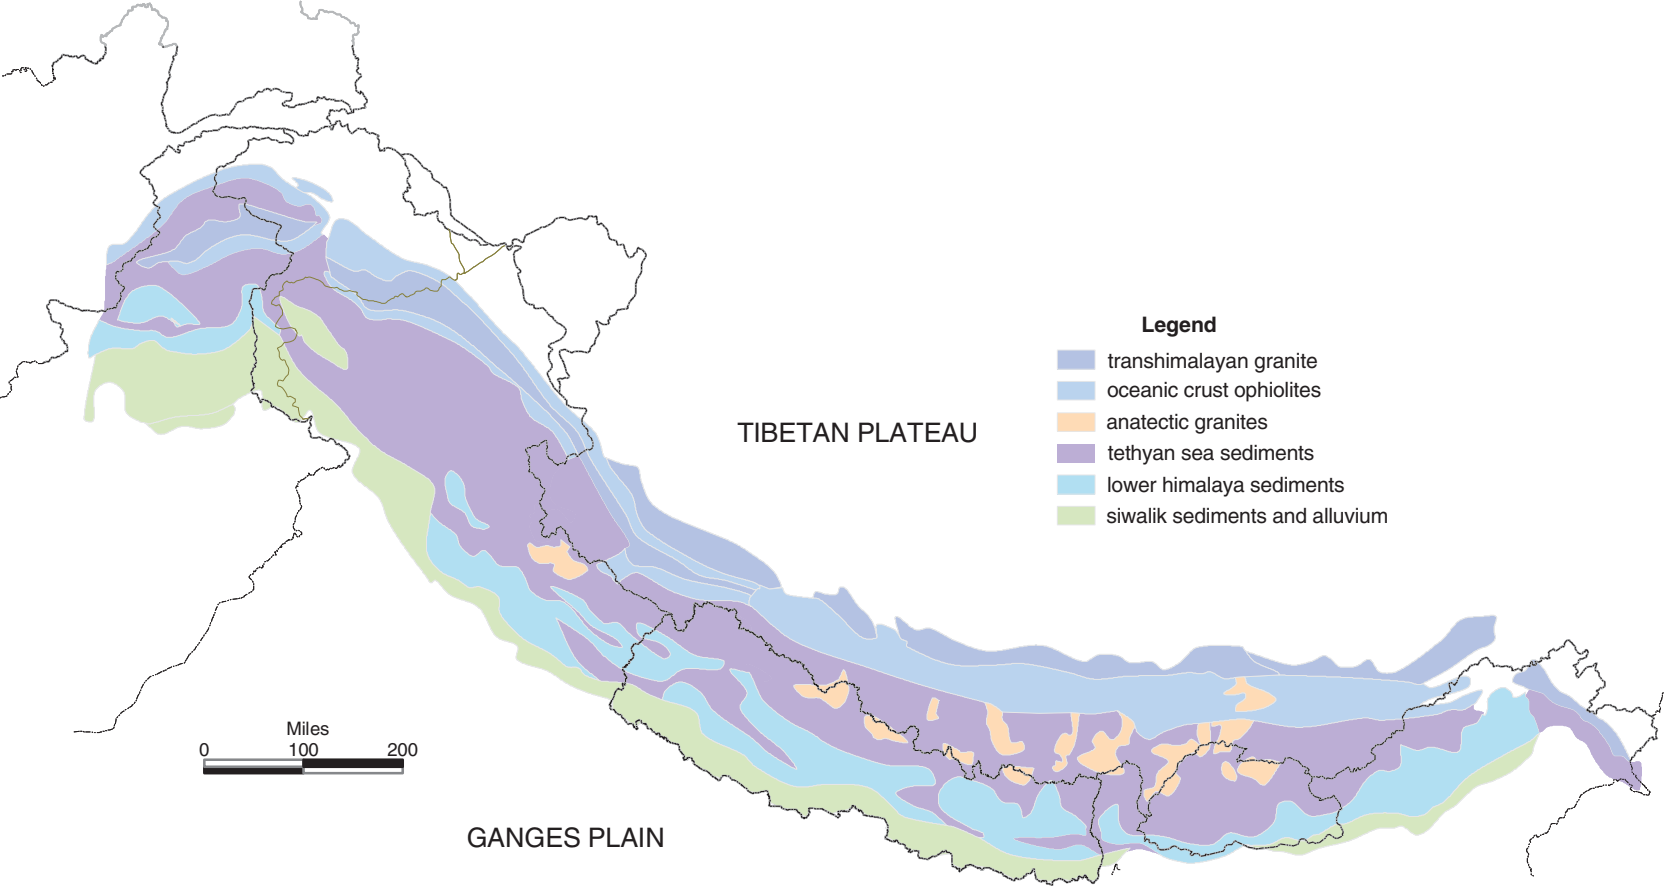 Legend
transhimalayan granite
oceanic crust ophiolites
anatectic granites
tethyan sea sediments
lower himalaya sediments
siwalik sediments and alluvium
TIBETAN PLATEAU
Miles
0 100 200
GANGES PLAIN